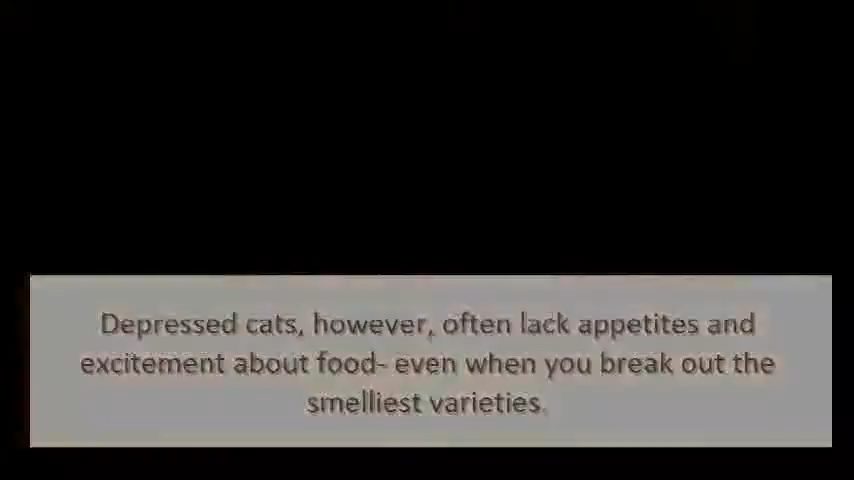 Depressed cats, however, often lack appetites and
excitement about food- even when you break out the
smelliest varieties.